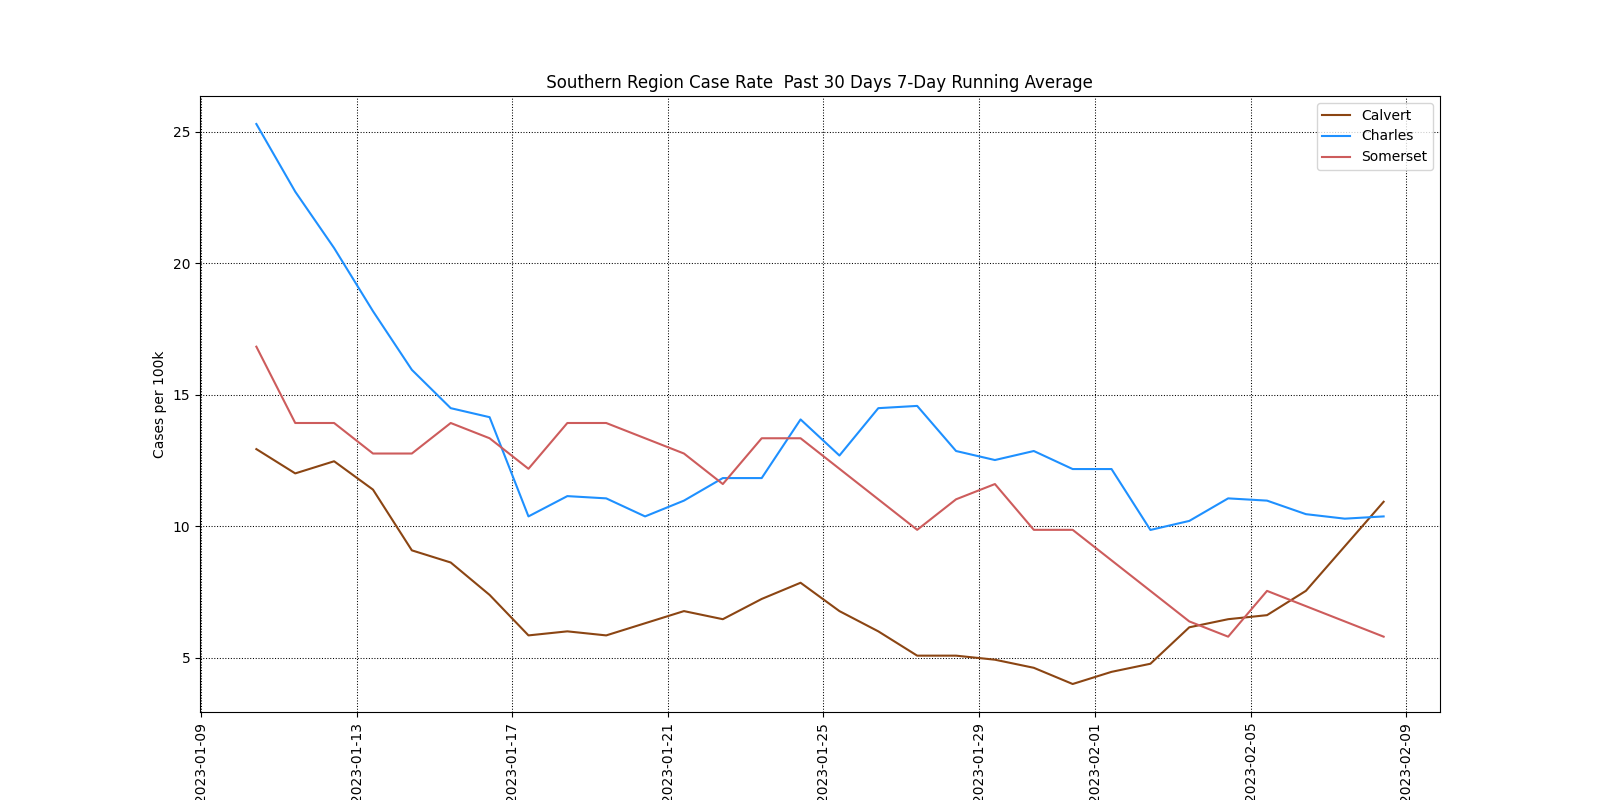 Southern Region Case Rate  Past 30 Days 7-Day Running Average
Calvert
Charles
Somerset
Cases per 100k
25
20
15
10
5
2023-01-09
2023-01-13
2023-01-17
2023-01-21
2023-01-25
2023-01-29
2023-02-01
2023-02-05
2023-02-09